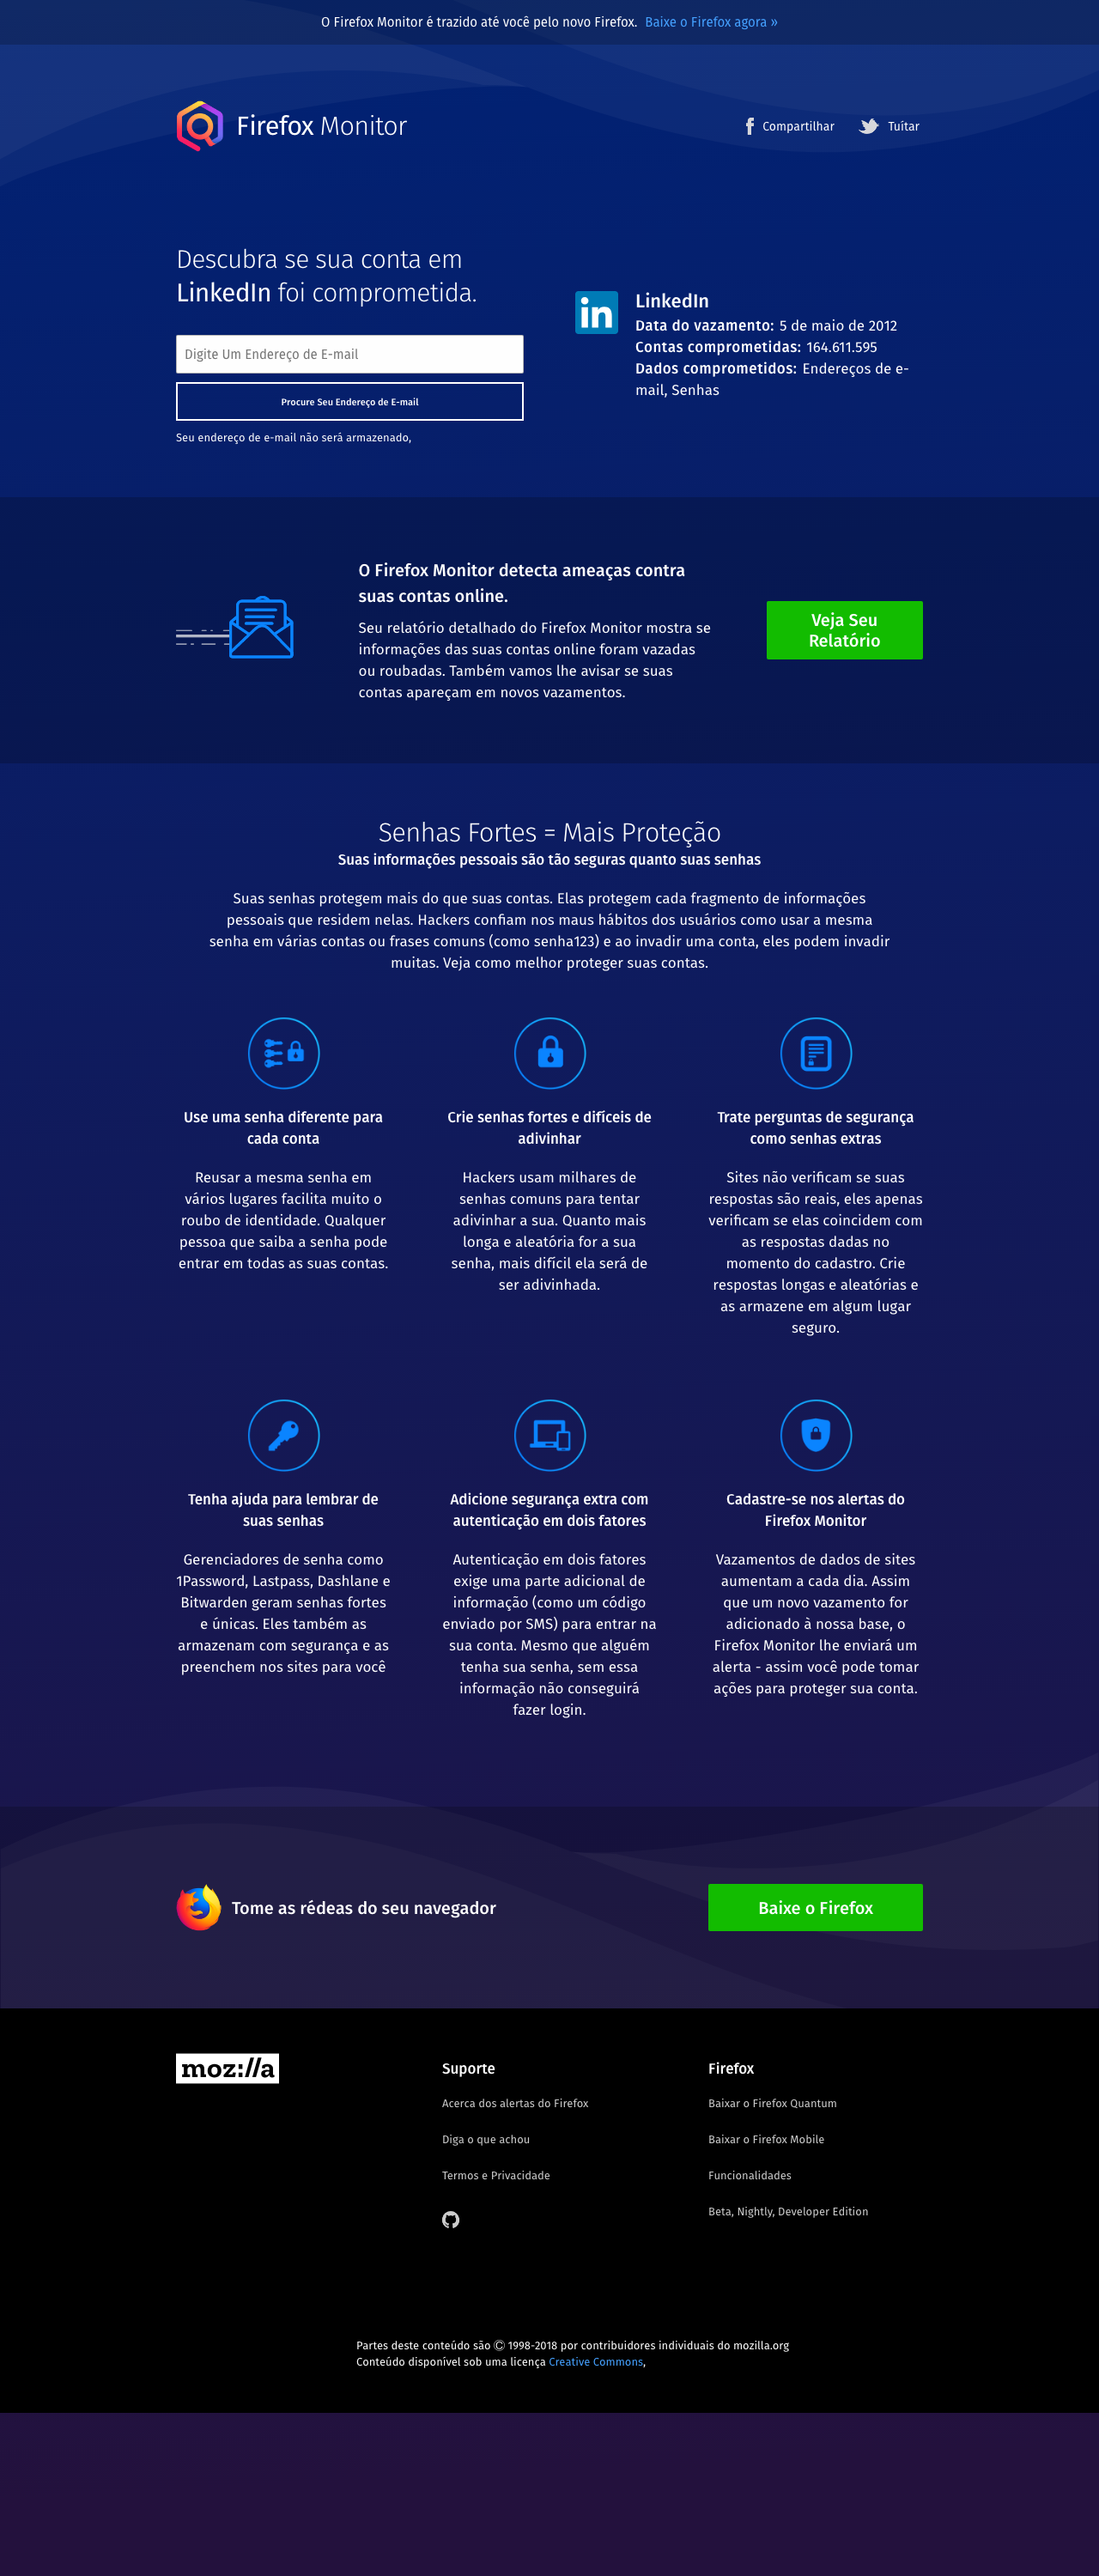 O Firefox Monitor é trazido até você pelo novo Firefox. Baixe o Firefox agora »
Firefox Monitor
Compartilhar
Tuítar
Descubra se sua conta em
LinkedIn foi comprometida.
Digite Um Endereço de E-mail
Procure Seu Endereço de E-mail
Seu endereço de e-mail não será armazenado,
in
LinkedIn
Data do vazamento: 5 de maio de 2012
Contas comprometidas: 164.611.595
Dados comprometidos: Endereços de e-
mail, Senhas
O Firefox Monitor detecta ameaças contra
suas contas online.
Seu relatório detalhado do Firefox Monitor mostra se
informações das suas contas online foram vazadas
ou roubadas. Também vamos lhe avisar se suas
contas apareçam em novos vazamentos.
Veja Seu
Relatório
Senhas Fortes = Mais Proteção
Suas informações pessoais são tão seguras quanto suas senhas
Suas senhas protegem mais do que suas contas. Elas protegem cada fragmento de informações
pessoais que residem nelas. Hackers confiam nos maus hábitos dos usuários como usar a mesma
senha em várias contas ou frases comuns (como senha123) e ao invadir uma conta, eles podem invadir
muitas. Veja como melhor proteger suas contas.
Use uma senha diferente para
cada conta
Reusar a mesma senha em
vários lugares facilita muito o
roubo de identidade. Qualquer
pessoa que saiba a senha pode
entrar em todas as suas contas.
Crie senhas fortes e difíceis de
adivinhar
Hackers usam milhares de
senhas comuns para tentar
adivinhar a sua. Quanto mais
longa e aleatória for a sua
senha, mais difícil ela será de
ser adivinhada.
Trate perguntas de segurança
como senhas extras
Sites não verificam se suas
respostas são reais, eles apenas
verificam se elas coincidem com
as respostas dadas no
momento do cadastro. Crie
respostas longas e aleatórias e
as armazene em algum lugar
seguro.
Tenha ajuda para lembrar de
suas senhas
Gerenciadores de senha como
1Password, Lastpass, Dashlane e
Bitwarden geram senhas fortes
e únicas. Eles também as
armazenam com segurança e as
preenchem nos sites para você
Adicione segurança extra com
autenticação em dois fatores
Autenticação em dois fatores
exige uma parte adicional de
informação (como um código
enviado por SMS) para entrar na
sua conta. Mesmo que alguém
tenha sua senha, sem essa
informação não conseguirá
fazer login.
Cadastre-se nos alertas do
Firefox Monitor
Vazamentos de dados de sites
aumentam a cada dia. Assim
que um novo vazamento for
adicionado à nossa base, o
Firefox Monitor lhe enviará um
alerta - assim você pode tomar
ações para proteger sua conta.
Tome as rédeas do seu navegador
Baixe o Firefox
moz://a
Suporte
Acerca dos alertas do Firefox
Diga o que achou
Termos e Privacidade
Firefox
Baixar o Firefox Quantum
Baixar o Firefox Mobile
Funcionalidades
Beta, Nightly, Developer Edition
Partes deste conteúdo são © 1998-2018 por contribuidores individuais do mozilla.org
Conteúdo disponível sob uma licença Creative Commons,